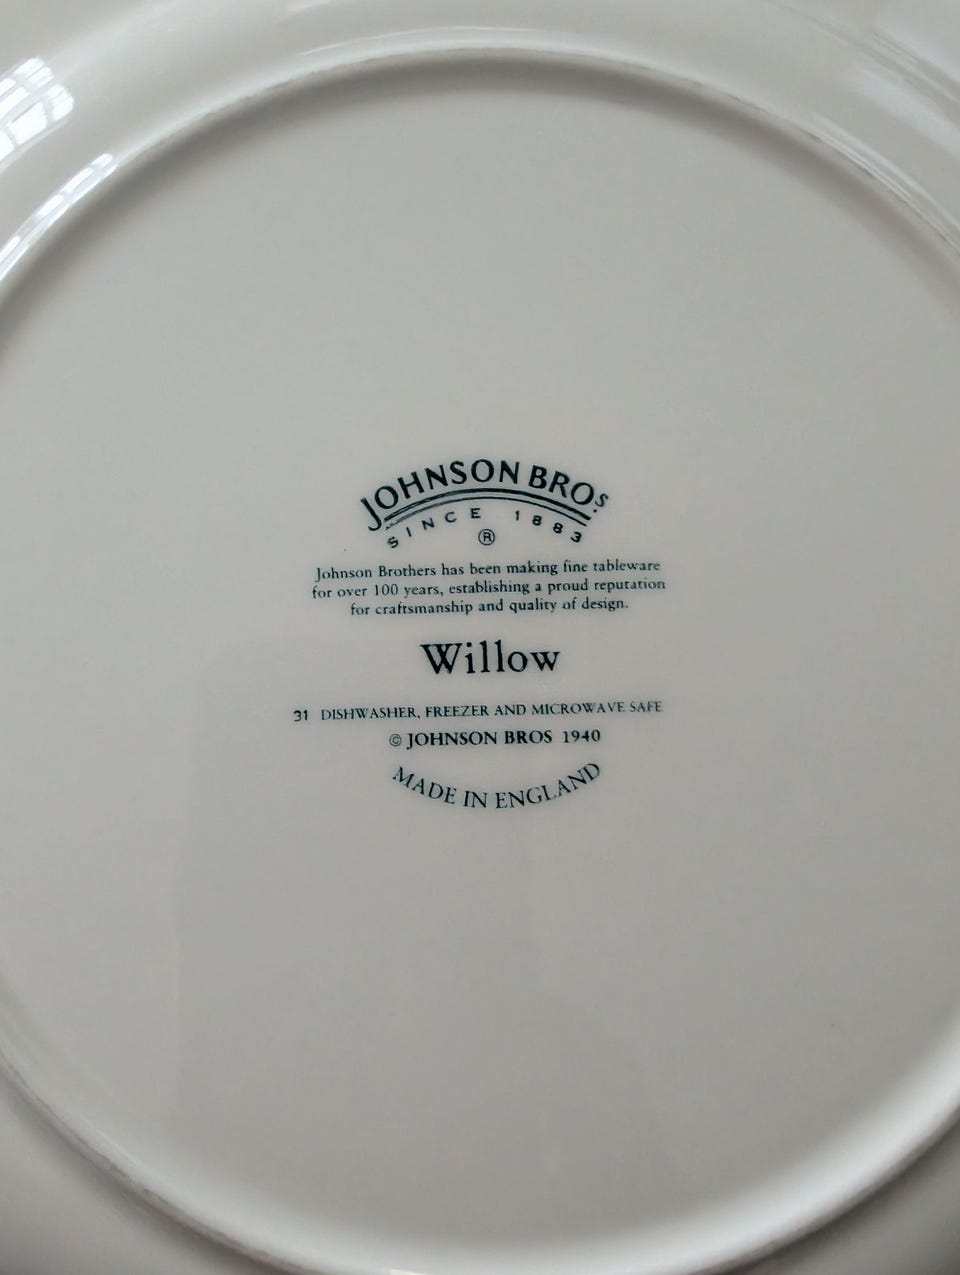 JOHNSON BROS.
SINCE 1883
®
Johnson Brothers has been making fine tableware
for over 100 years, establishing a proud reputation
for craftsmanship and quality of design.
Willow
31 DISHWASHER, FREEZER AND MICROWAVE SAFE
© JOHNSON BROS 1940
MADE IN ENGLAND